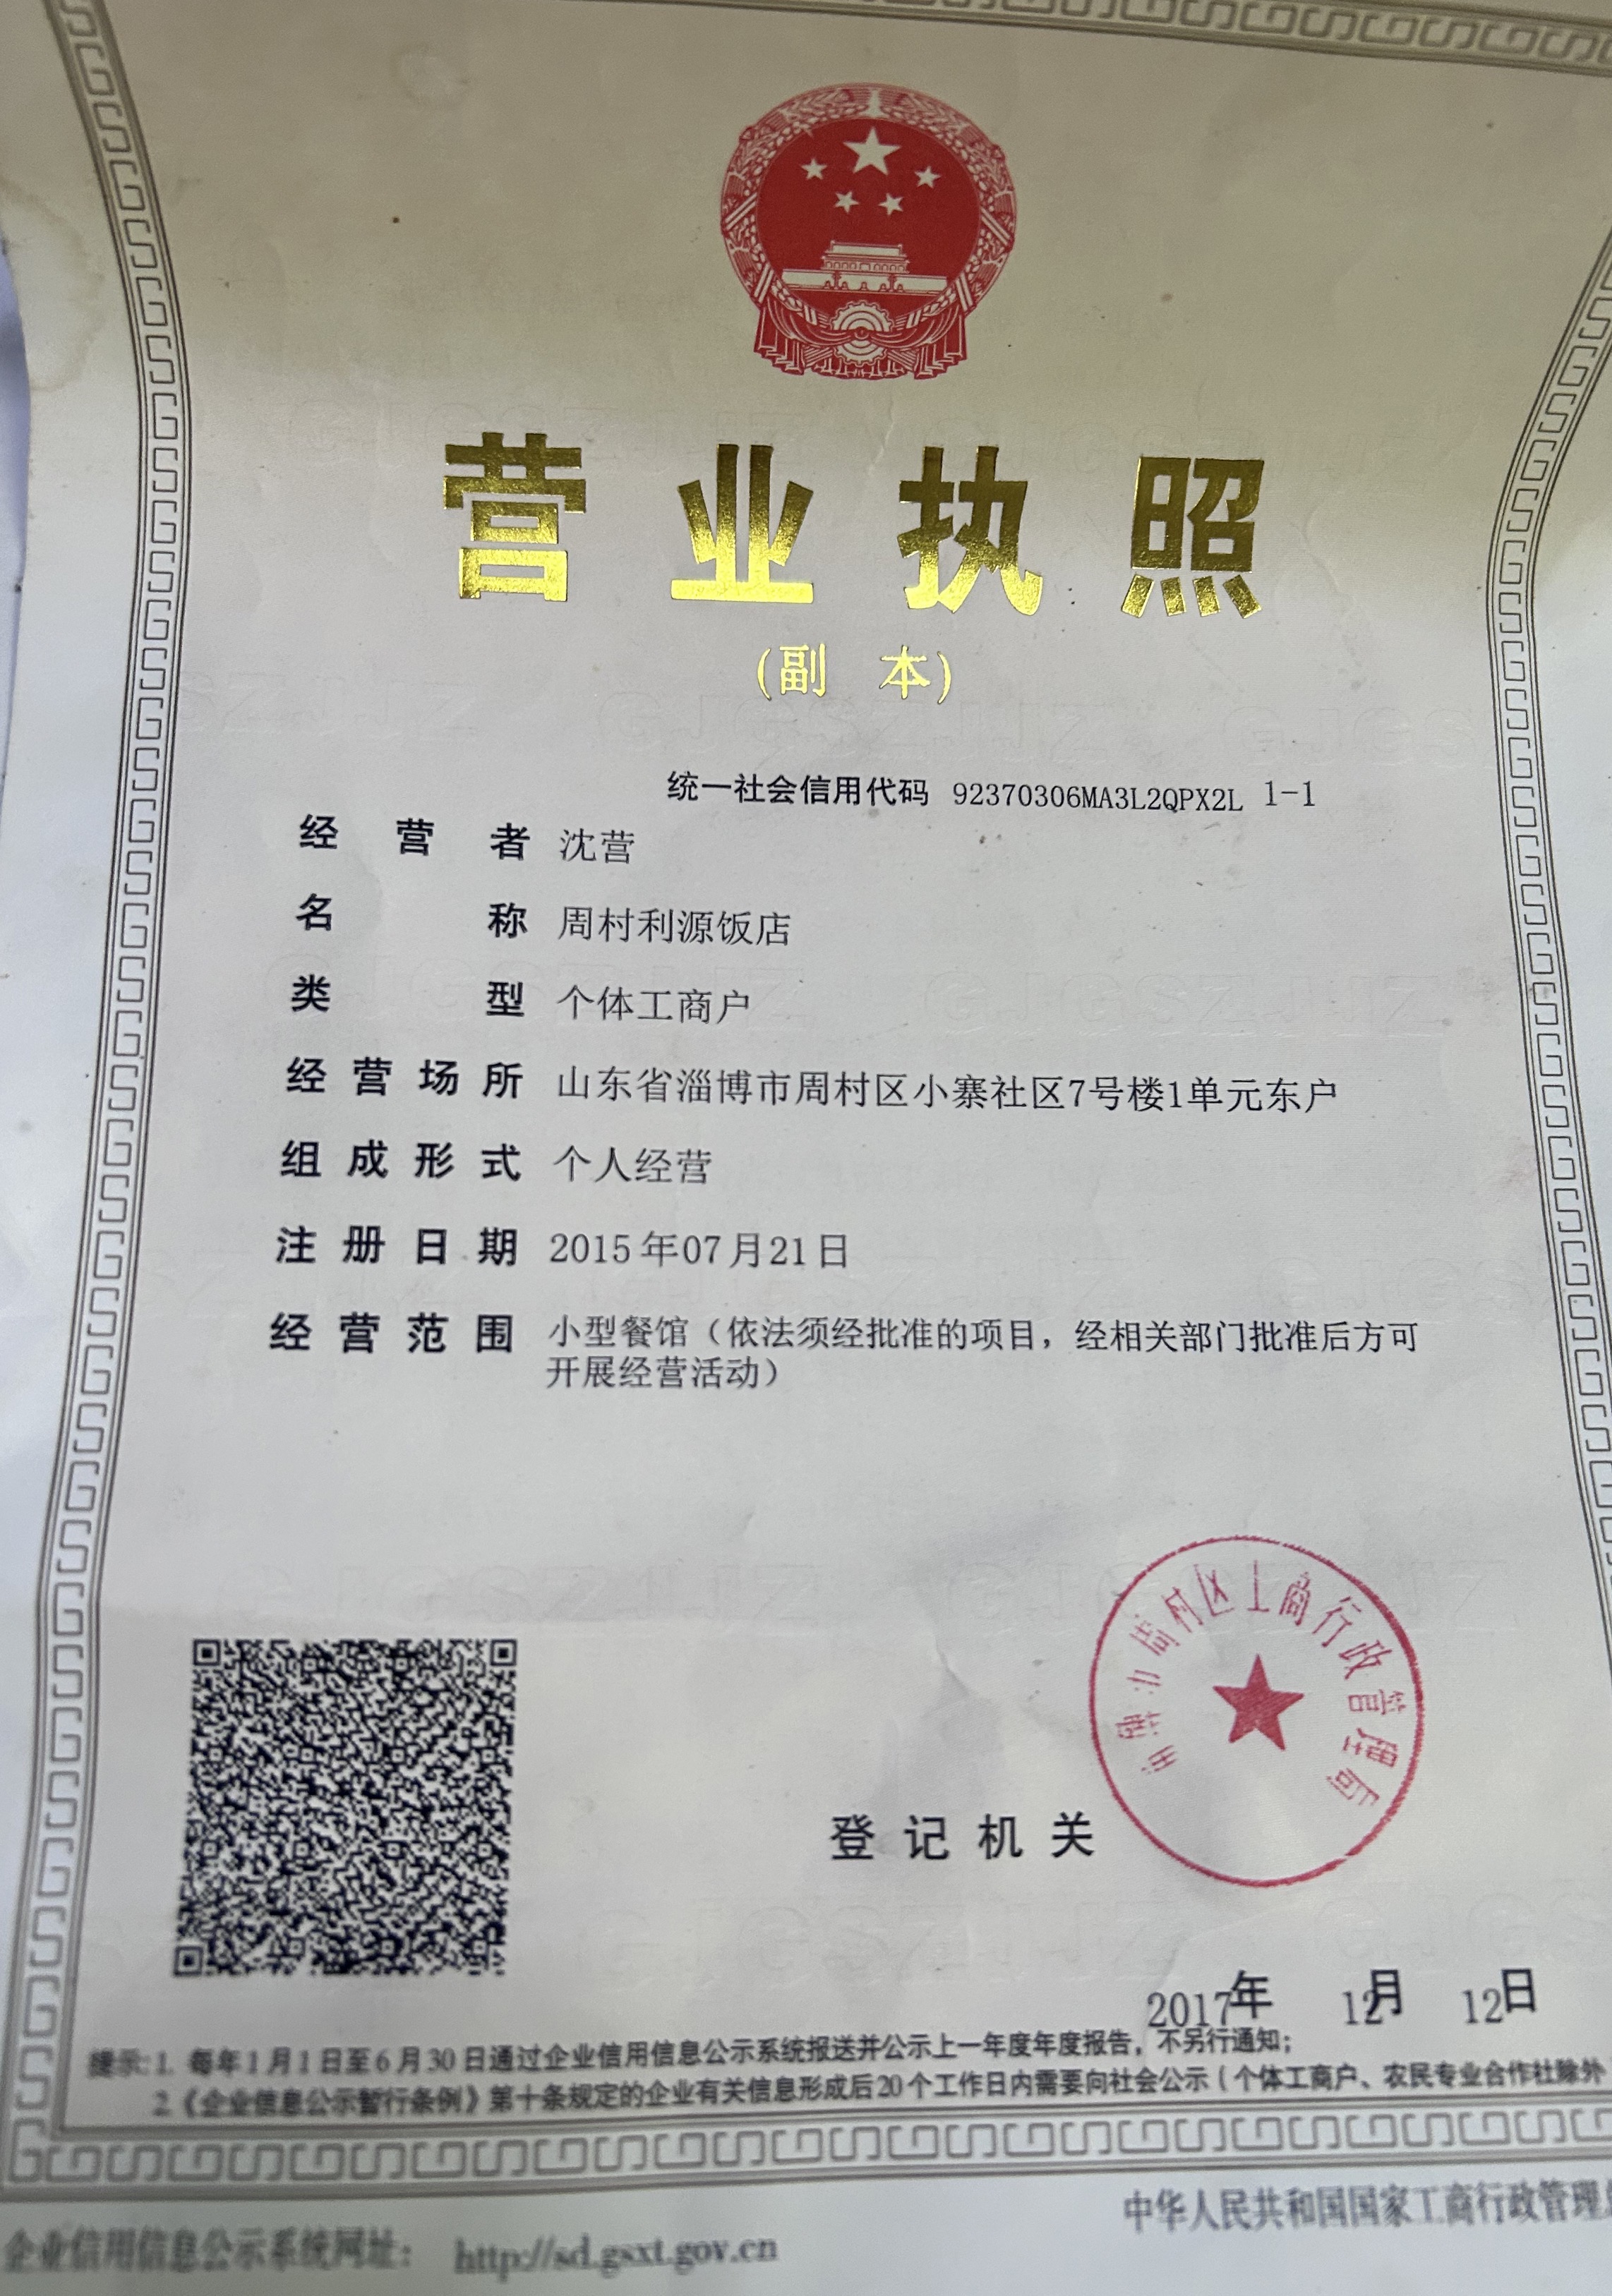 营业执照
(副 本)
统一社会信用代码 92370306MA3L2QPX2L 1-1
经营者 沈营
名称 周村利源饭店
类型 个体工商户
经营场所 山东省淄博市周村区小寨社区7号楼1单元东户
组成形式 个人经营
注册日期 2015年07月21日
经营范围 小型餐馆（依法须经批准的项目，经相关部门批准后方可
开展经营活动）
周村区工商行政管理局
登记机关
2017年 12月 12日
提示：1. 每年1月1日至6月30日通过企业信用信息公示系统报送并公示上一年度年度报告，不另行通知；
2.《企业信息公示暂行条例》第十条规定的企业有关信息形成后20个工作日内需要向社会公示（个体工商户、农民专业合作社除外
企业信用信息公示系统网址： http://sd.gsxt.gov.cn
中华人民共和国国家工商行政管理